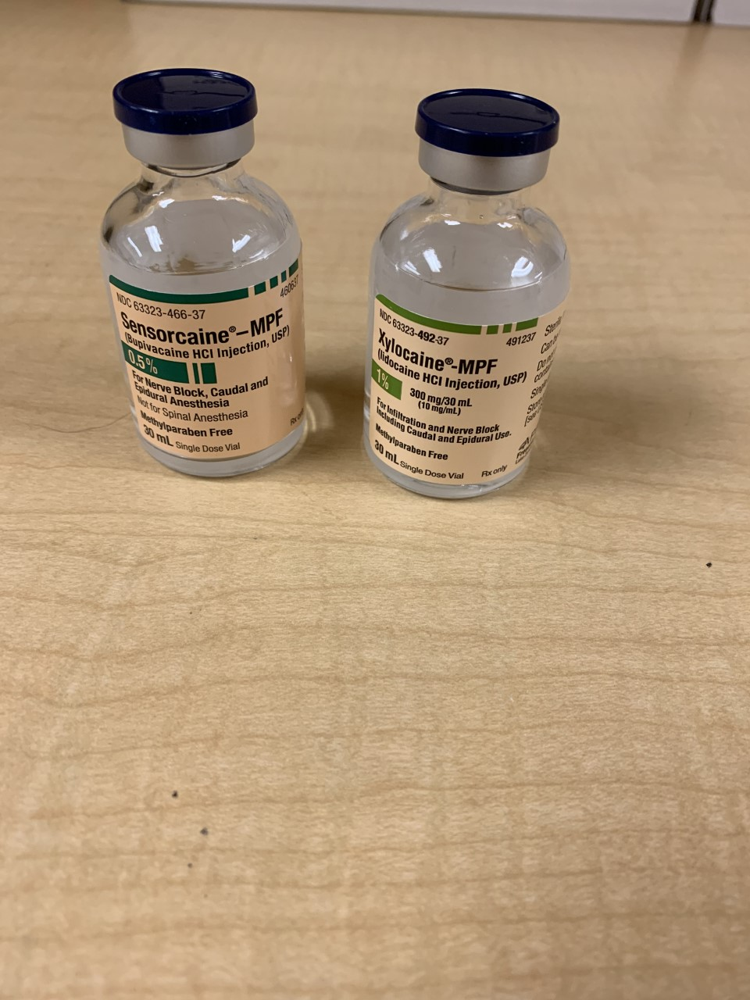 NDC 63323-466-37
460637
Sensorcaine®–MPF
(Bupivacaine HCl Injection, USP)
0.5%
For Nerve Block, Caudal and
Epidural Anesthesia
Not for Spinal Anesthesia
Methylparaben Free
30 mL Single Dose Vial
Rx
NDC 63323-492-37
491237
Xylocaine®-MPF
(lidocaine HCl Injection, USP)
1%
300 mg/30 mL
(10 mg/mL)
For Infiltration and Nerve Block
Including Caudal and Epidural Use.
Methylparaben Free
30 mL Single Dose Vial
Rx only